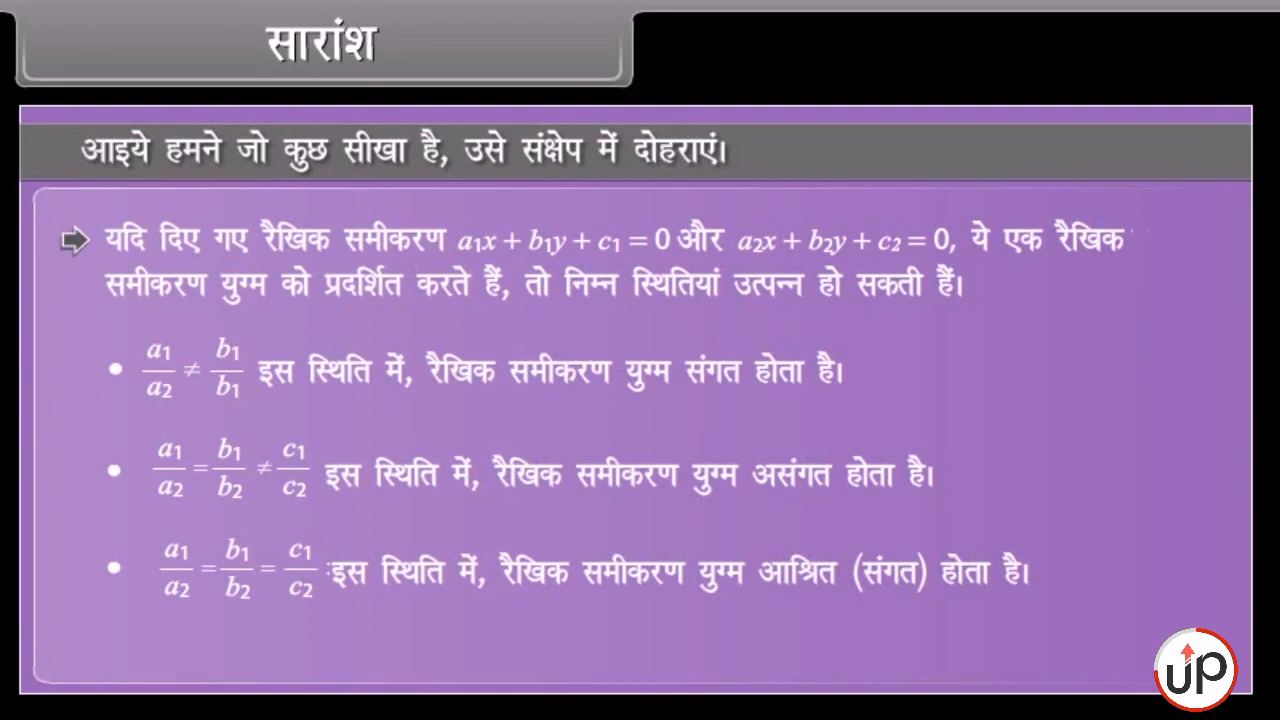 सारांश
आइये हमने जो कुछ सीखा है, उसे संक्षेप में दोहराएं।
यदि दिए गए रैखिक समीकरण a₁x + b₁y + c₁ = 0 और a₂x + b₂y + c₂ = 0, ये एक रैखिक
समीकरण युग्म को प्रदर्शित करते हैं, तो निम्न स्थितियां उत्पन्न हो सकती हैं।
• a₁/a₂ ≠ b₁/b₁ इस स्थिति में, रैखिक समीकरण युग्म संगत होता है।
• a₁/a₂ = b₁/b₂ ≠ c₁/c₂ इस स्थिति में, रैखिक समीकरण युग्म असंगत होता है।
• a₁/a₂ = b₁/b₂ = c₁/c₂ :इस स्थिति में, रैखिक समीकरण युग्म आश्रित (संगत) होता है।
UP